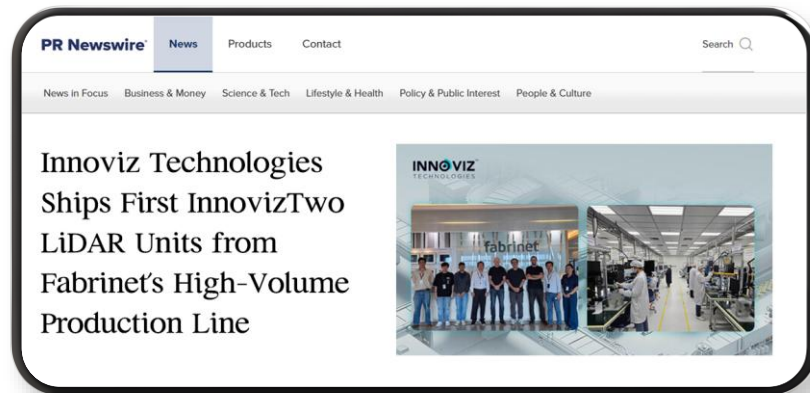 PR Newswire
News
Products
Contact
Search
News in Focus
Business & Money
Science & Tech
Lifestyle & Health
Policy & Public Interest
People & Culture
Innoviz Technologies
Ships First InnovizTwo
LiDAR Units from
Fabrinet's High-Volume
Production Line
INNOVIZ
TECHNOLOGIES
fabrinet